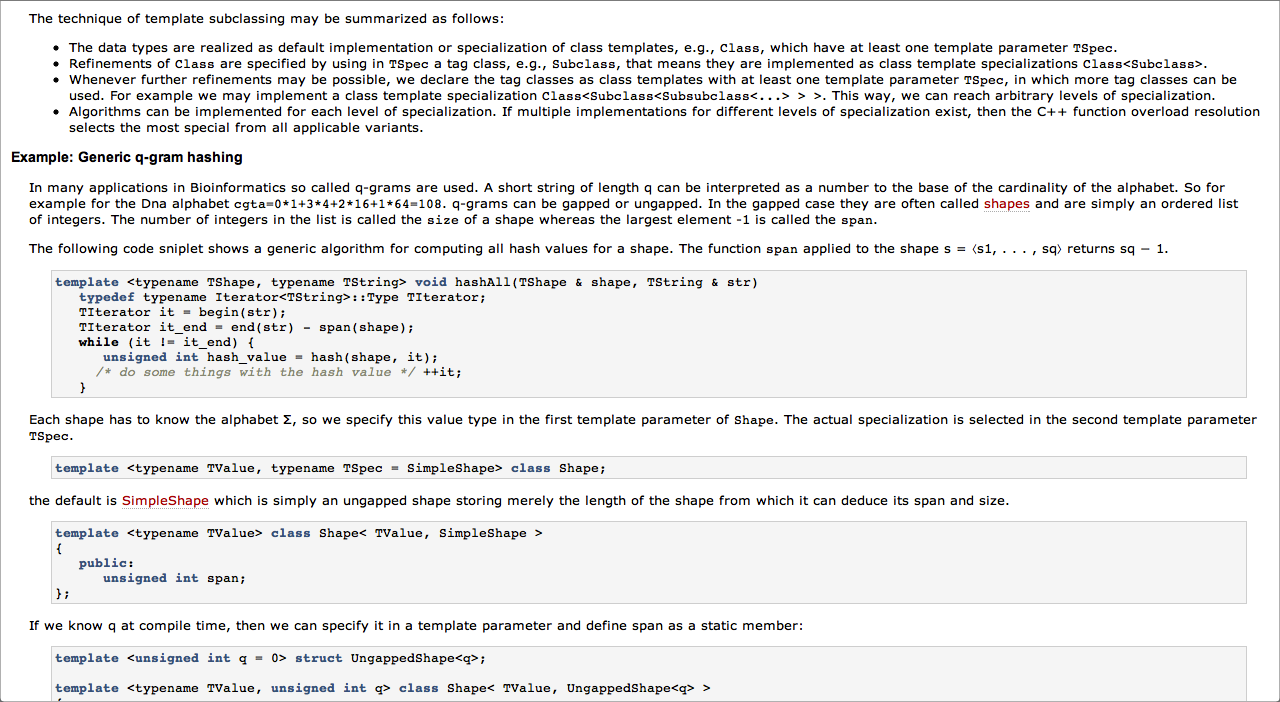 The technique of template subclassing may be summarized as follows:
• The data types are realized as default implementation or specialization of class templates, e.g., Class, which have at least one template parameter TSpec.
• Refinements of Class are specified by using in TSpec a tag class, e.g., Subclass, that means they are implemented as class template specializations Class<Subclass>.
• Whenever further refinements may be possible, we declare the tag classes as class templates with at least one template parameter TSpec, in which more tag classes can be
used. For example we may implement a class template specialization Class<Subclass<Subsubclass<...> > >. This way, we can reach arbitrary levels of specialization.
• Algorithms can be implemented for each level of specialization. If multiple implementations for different levels of specialization exist, then the C++ function overload resolution
selects the most special from all applicable variants.
Example: Generic q-gram hashing
In many applications in Bioinformatics so called q-grams are used. A short string of length q can be interpreted as a number to the base of the cardinality of the alphabet. So for
example for the Dna alphabet cgta=0*1+3*4+2*16+1*64=108. q-grams can be gapped or ungapped. In the gapped case they are often called shapes and are simply an ordered list
of integers. The number of integers in the list is called the size of a shape whereas the largest element -1 is called the span.
The following code sniplet shows a generic algorithm for computing all hash values for a shape. The function span applied to the shape s = ⟨s1, . . . , sq⟩ returns sq − 1.
template <typename TShape, typename TString> void hashAll(TShape & shape, TString & str)
typedef typename Iterator<TString>::Type TIterator;
TIterator it = begin(str);
TIterator it_end = end(str) - span(shape);
while (it != it_end) {
unsigned int hash_value = hash(shape, it);
/* do some things with the hash value */ ++it;
}
Each shape has to know the alphabet Σ, so we specify this value type in the first template parameter of Shape. The actual specialization is selected in the second template parameter
TSpec.
template <typename TValue, typename TSpec = SimpleShape> class Shape;
the default is SimpleShape which is simply an ungapped shape storing merely the length of the shape from which it can deduce its span and size.
template <typename TValue> class Shape< TValue, SimpleShape >
{
public:
unsigned int span;
};
If we know q at compile time, then we can specify it in a template parameter and define span as a static member:
template <unsigned int q = 0> struct UngappedShape<q>;
template <typename TValue, unsigned int q> class Shape< TValue, UngappedShape<q> >